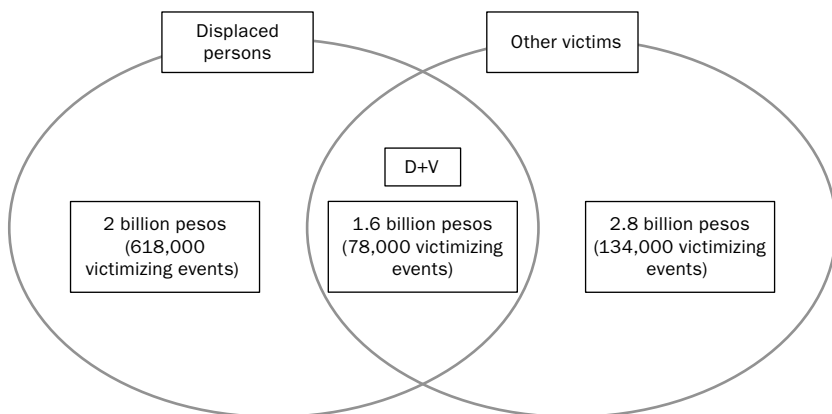 Displaced
persons
Other victims
D+V
2 billion pesos
(618,000
victimizing events)
1.6 billion pesos
(78,000 victimizing
events)
2.8 billion pesos
(134,000 victimizing
events)